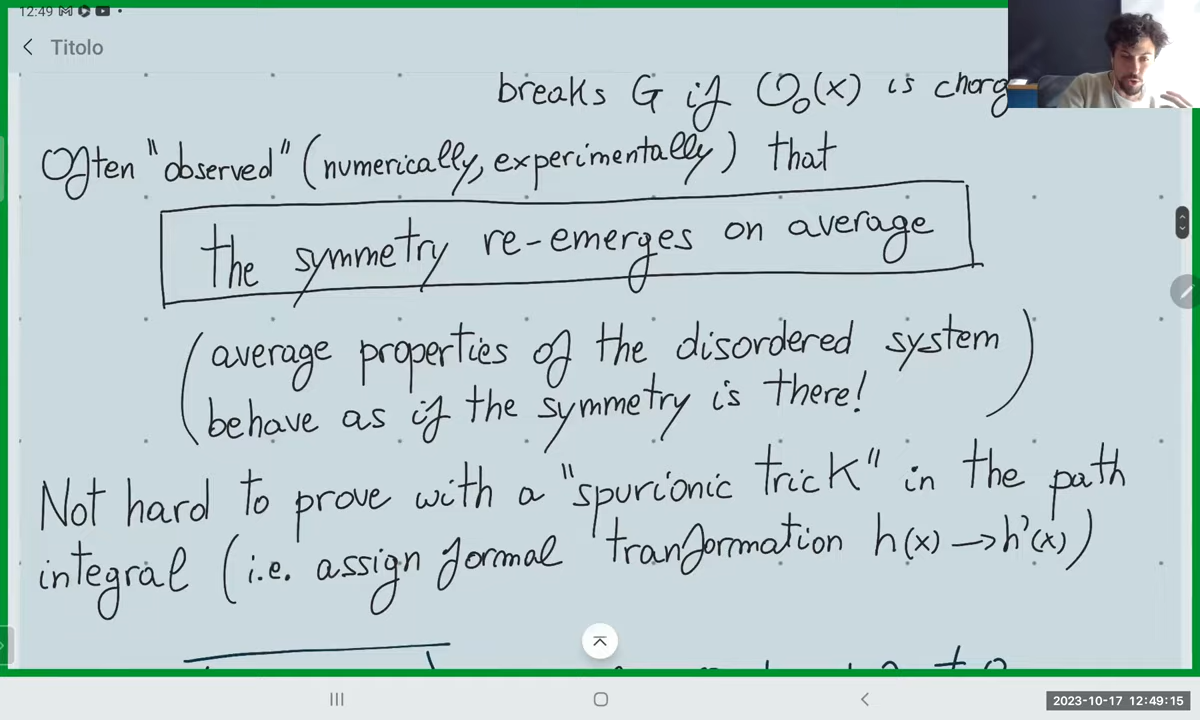 12:49
Titolo
breaks G if O₀(x) is charg
Often "observed" (numerically, experimentally) that
the symmetry re-emerges on average
(average properties of the disordered system
behave as if the symmetry is there!)
Not hard to prove with a "spurionic trick" in the path
integral (i.e. assign formal tranformation h(x) → h'(x))
2023-10-17 12:49:15